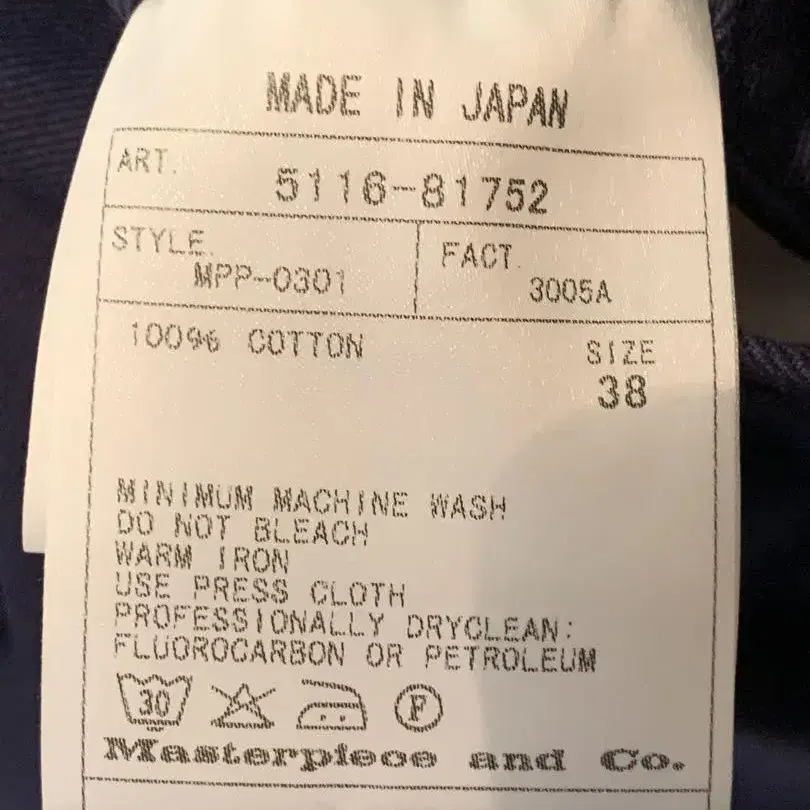 MADE IN JAPAN
ART. 5116-81752
STYLE. FACT.
MPP-0301 3005A
100% COTTON SIZE
38
MINIMUM MACHINE WASH
DO NOT BLEACH
WARM IRON
USE PRESS CLOTH
PROFESSIONALLY DRYCLEAN:
FLUOROCARBON OR PETROLEUM
30 F
Masterpiece and Co.